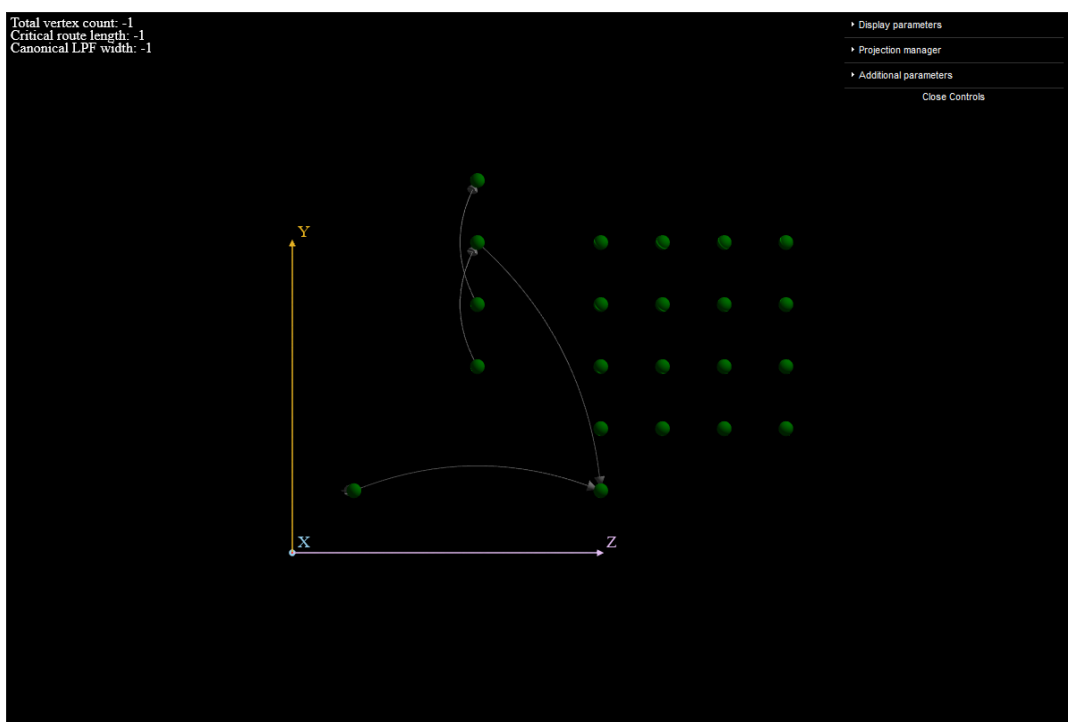 Total vertex count: -1
Critical route length: -1
Canonical LPF width: -1
Display parameters
Projection manager
Additional parameters
Close Controls
Y
X
Z